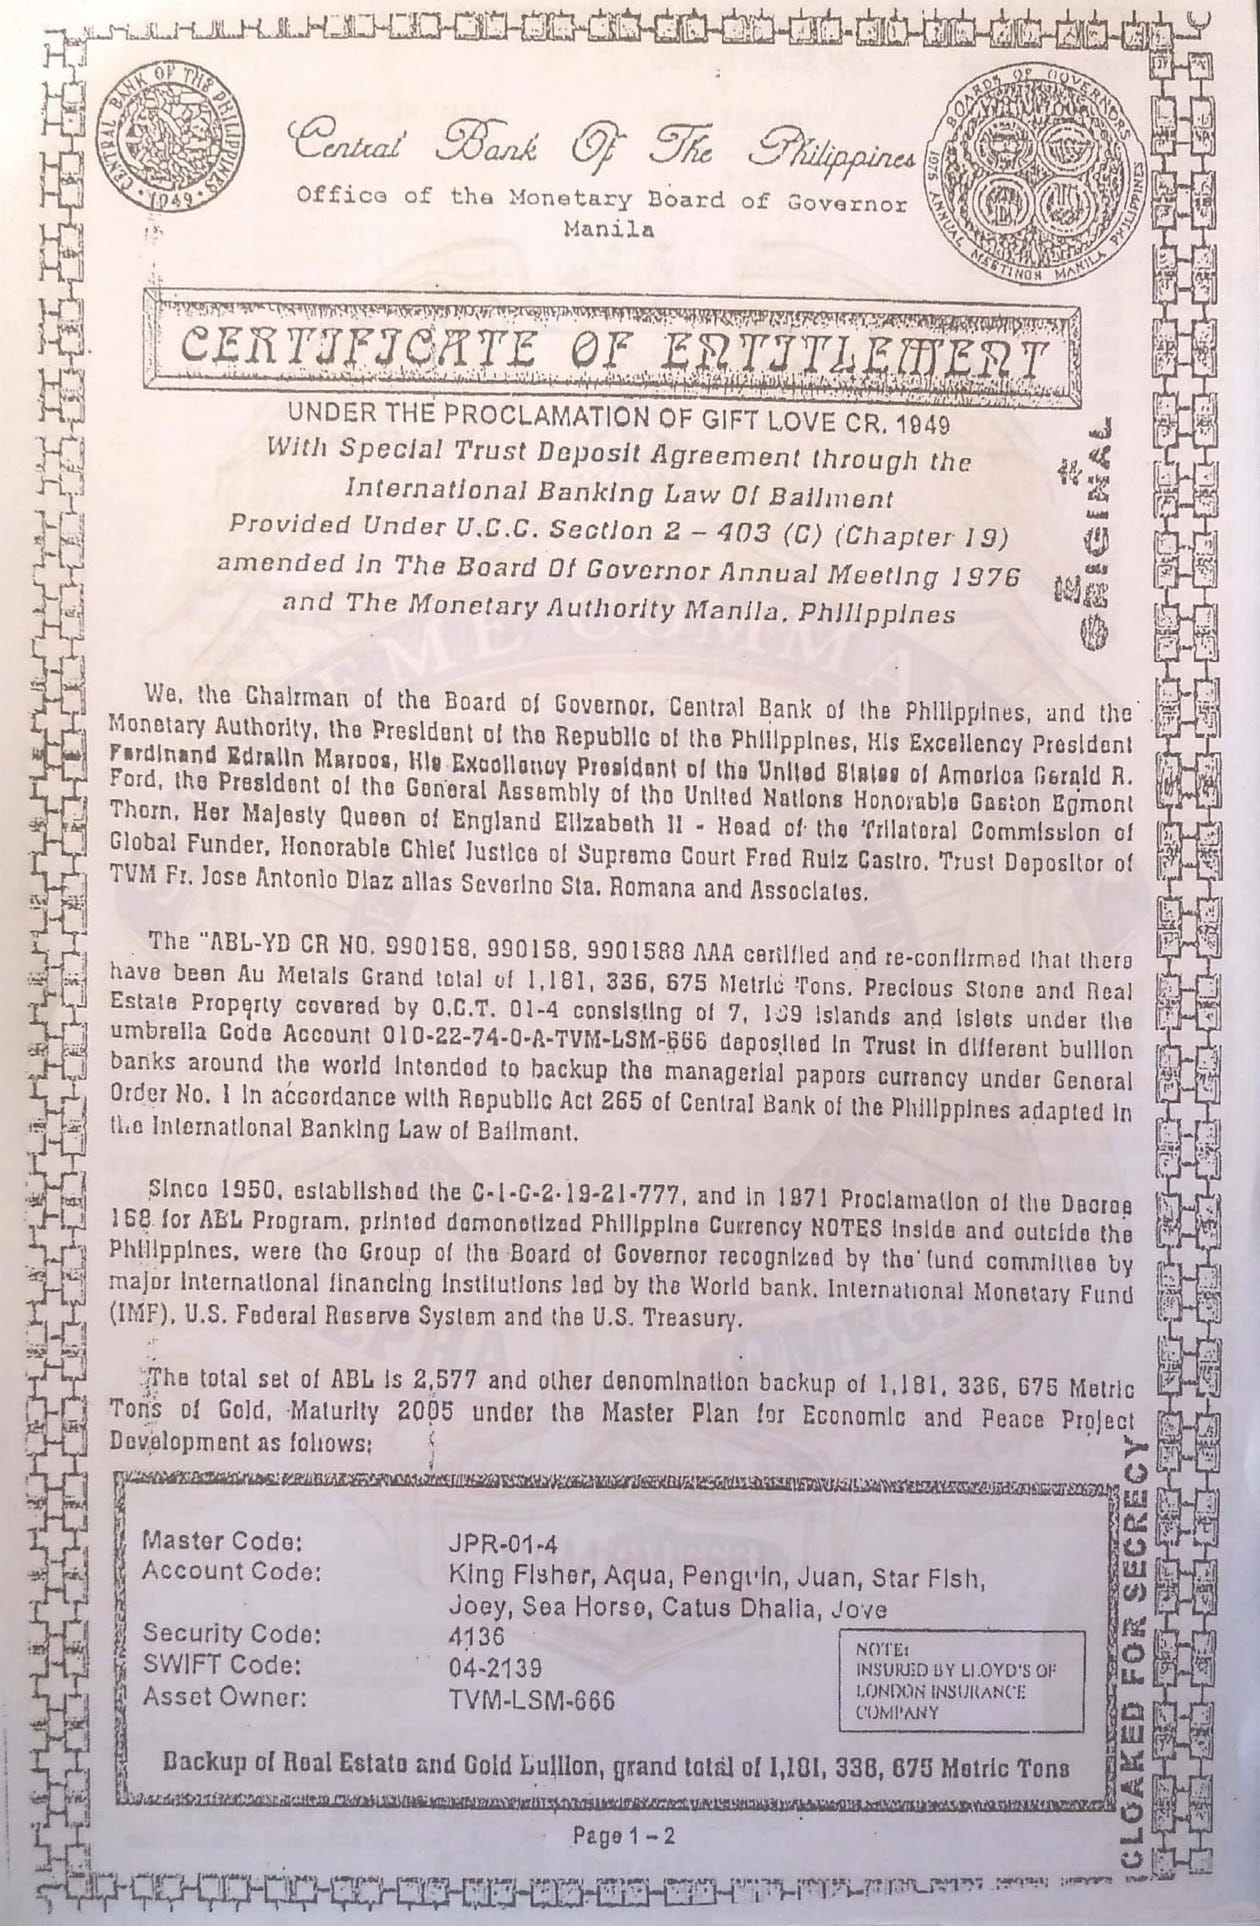 CENTRAL BANK OF THE PHILIPPINES
1949
Central Bank Of The Philippines
Office of the Monetary Board of Governor
Manila
BOARDS OF GOVERNORS
1976 ANNUAL MEETINGS MANILA PHILIPPINES
CERTIFICATE OF ENTITLEMENT
UNDER THE PROCLAMATION OF GIFT LOVE CR. 1949
With Special Trust Deposit Agreement through the
International Banking Law Of Bailment
Provided Under U.C.C. Section 2 – 403 (C) (Chapter 19)
amended in The Board Of Governor Annual Meeting 1976
and The Monetary Authority Manila, Philippines
ORIGINAL
We, the Chairman of the Board of Governor, Central Bank of the Philippines, and the
Monetary Authority, the President of the Republic of the Philippines, His Excellency President
Ferdinand Edralin Marcos, His Excellency President of the United States of America Gerald R.
Ford, the President of the General Assembly of the United Nations Honorable Gaston Egmont
Thorn, Her Majesty Queen of England Elizabeth II - Head of the Trilateral Commission of
Global Funder, Honorable Chief Justice of Supreme Court Fred Ruiz Castro, Trust Depositor of
TVM Fr. Jose Antonio Diaz alias Severino Sta. Romana and Associates.
The "ABL-YD CR NO. 990158, 990158, 9901588 AAA certified and re-confirmed that there
have been Au Metals Grand total of 1,181, 336, 675 Metric Tons, Precious Stone and Real
Estate Property covered by O.C.T. 01-4 consisting of 7, 169 islands and islets under the
umbrella Code Account 010-22-74-0-A-TVM-LSM-666 deposited in Trust in different bullion
banks around the world intended to backup the managerial papers currency under General
Order No. 1 in accordance with Republic Act 265 of Central Bank of the Philippines adapted in
the International Banking Law of Bailment.
Since 1950, established the C-I-C-2-19-21-777, and in 1971 Proclamation of the Decree
168 for ABL Program, printed demonetized Philippine Currency NOTES inside and outside the
Philippines, were the Group of the Board of Governor recognized by the fund committee by
major international financing institutions led by the World bank, International Monetary Fund
(IMF), U.S. Federal Reserve System and the U.S. Treasury.
The total set of ABL is 2,577 and other denomination backup of 1,181, 336, 675 Metric
Tons of Gold, Maturity 2005 under the Master Plan for Economic and Peace Project
Development as follows:
Master Code: JPR-01-4
Account Code: King Fisher, Aqua, Penguin, Juan, Star Fish,
Joey, Sea Horse, Catus Dhalia, Jove
Security Code: 4136
SWIFT Code: 04-2139
Asset Owner: TVM-LSM-666
NOTE:
INSURED BY LLOYD'S OF
LONDON INSURANCE
COMPANY
Backup of Real Estate and Gold Bullion, grand total of 1,181, 336, 675 Metric Tons
CLOAKED FOR SECRECY
Page 1 – 2